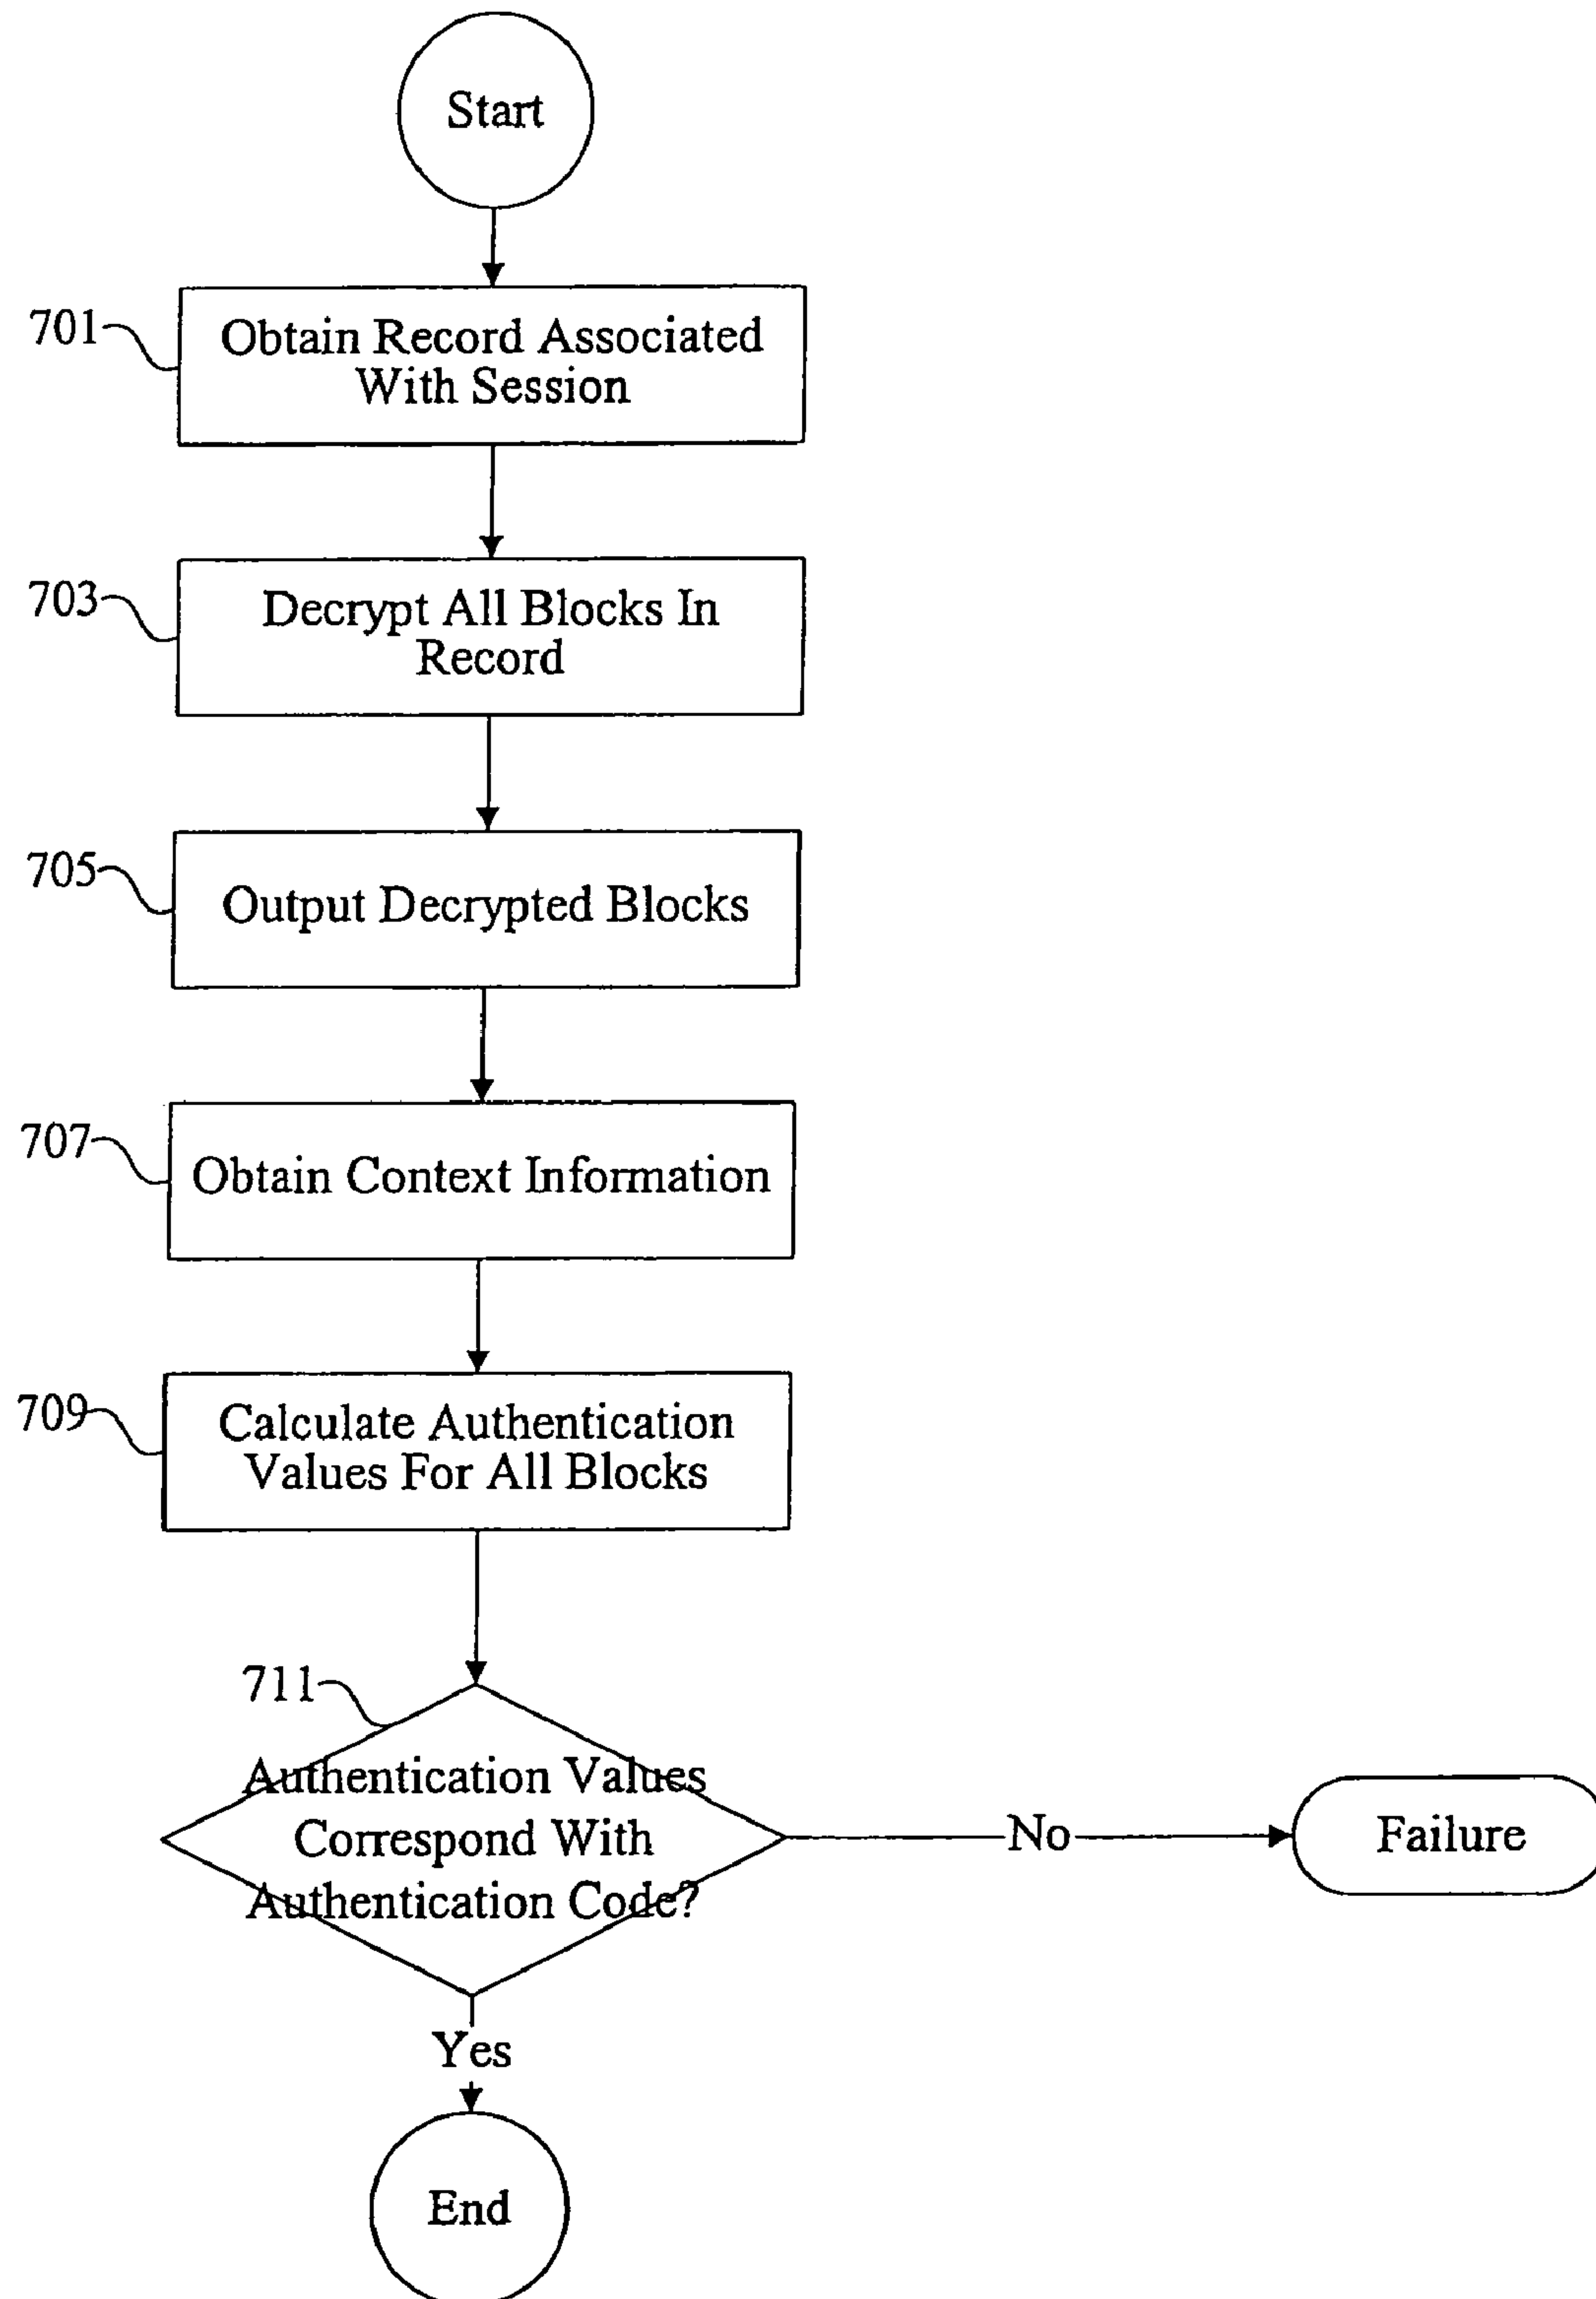 Start
701
Obtain Record Associated
With Session
703
Decrypt All Blocks In
Record
705
Output Decrypted Blocks
707
Obtain Context Information
709
Calculate Authentication
Values For All Blocks
711
Authentication Values
Correspond With
Authentication Code?
No
Failure
Yes
End